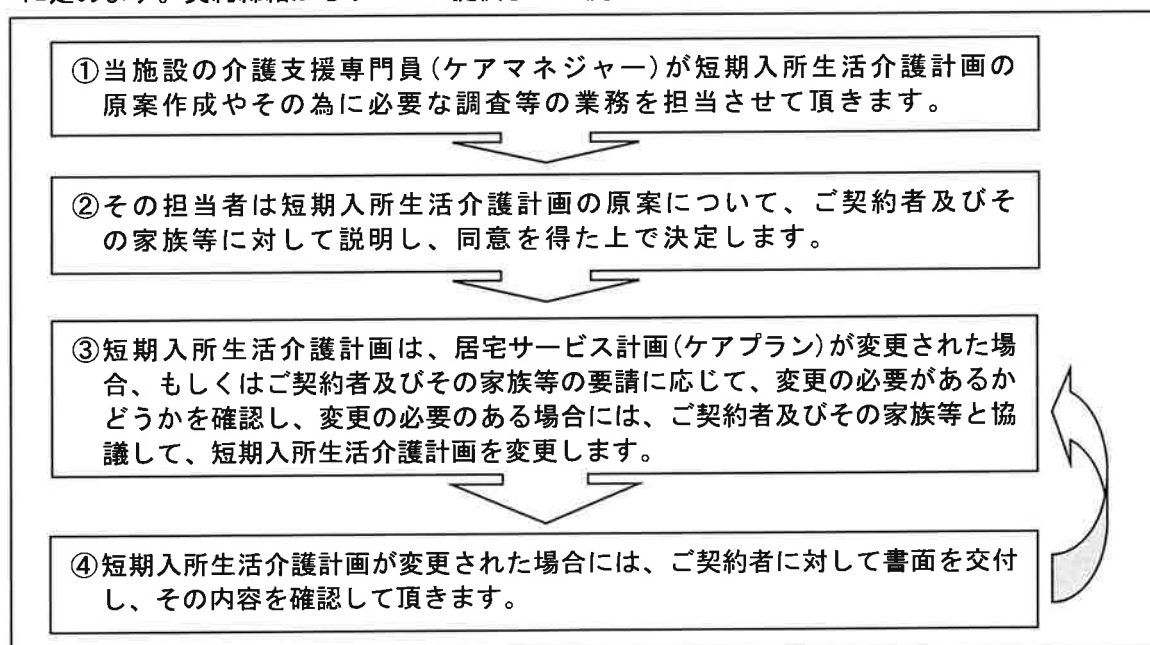 ①当施設の介護支援専門員(ケアマネジャー)が短期入所生活介護計画の
原案作成やその為に必要な調査等の業務を担当させて頂きます。
②その担当者は短期入所生活介護計画の原案について、ご契約者及びそ
の家族等に対して説明し、同意を得た上で決定します。
③短期入所生活介護計画は、居宅サービス計画(ケアプラン)が変更された場
合、もしくはご契約者及びその家族等の要請に応じて、変更の必要があるか
どうかを確認し、変更の必要のある場合には、ご契約者及びその家族等と協
議して、短期入所生活介護計画を変更します。
④短期入所生活介護計画が変更された場合には、ご契約者に対して書面を交付
し、その内容を確認して頂きます。